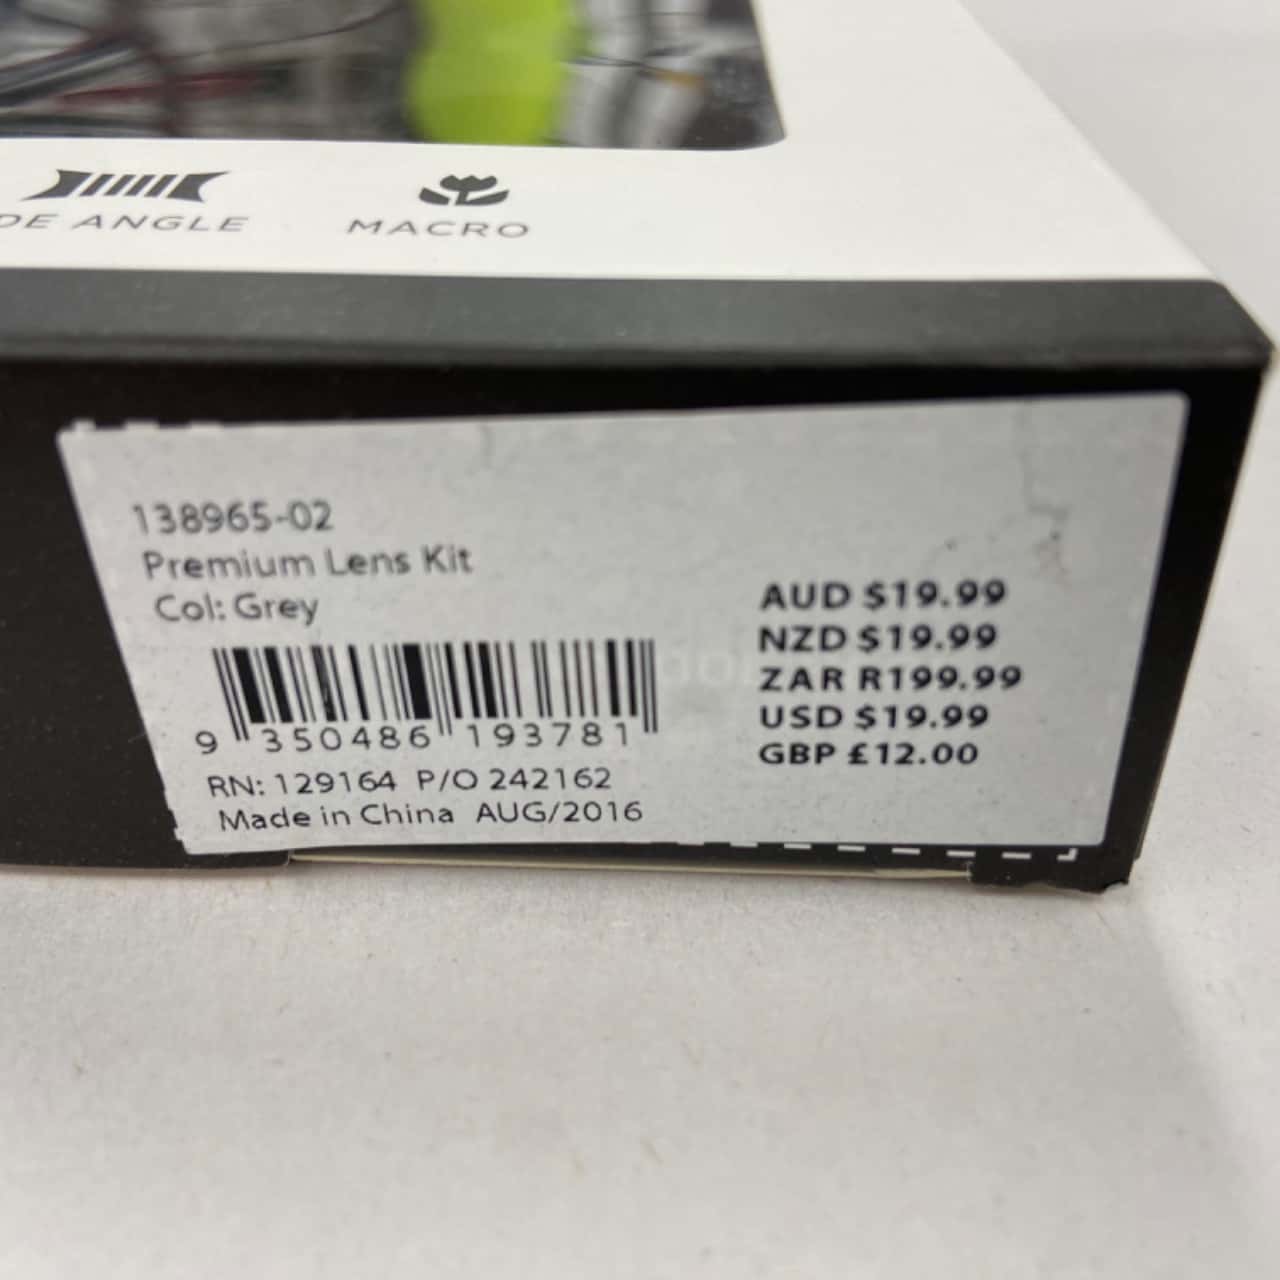 DE ANGLE
MACRO
138965-02
Premium Lens Kit
Col: Grey
9 350486 193781
RN: 129164 P/O 242162
Made in China AUG/2016
AUD $19.99
NZD $19.99
ZAR R199.99
USD $19.99
GBP £12.00